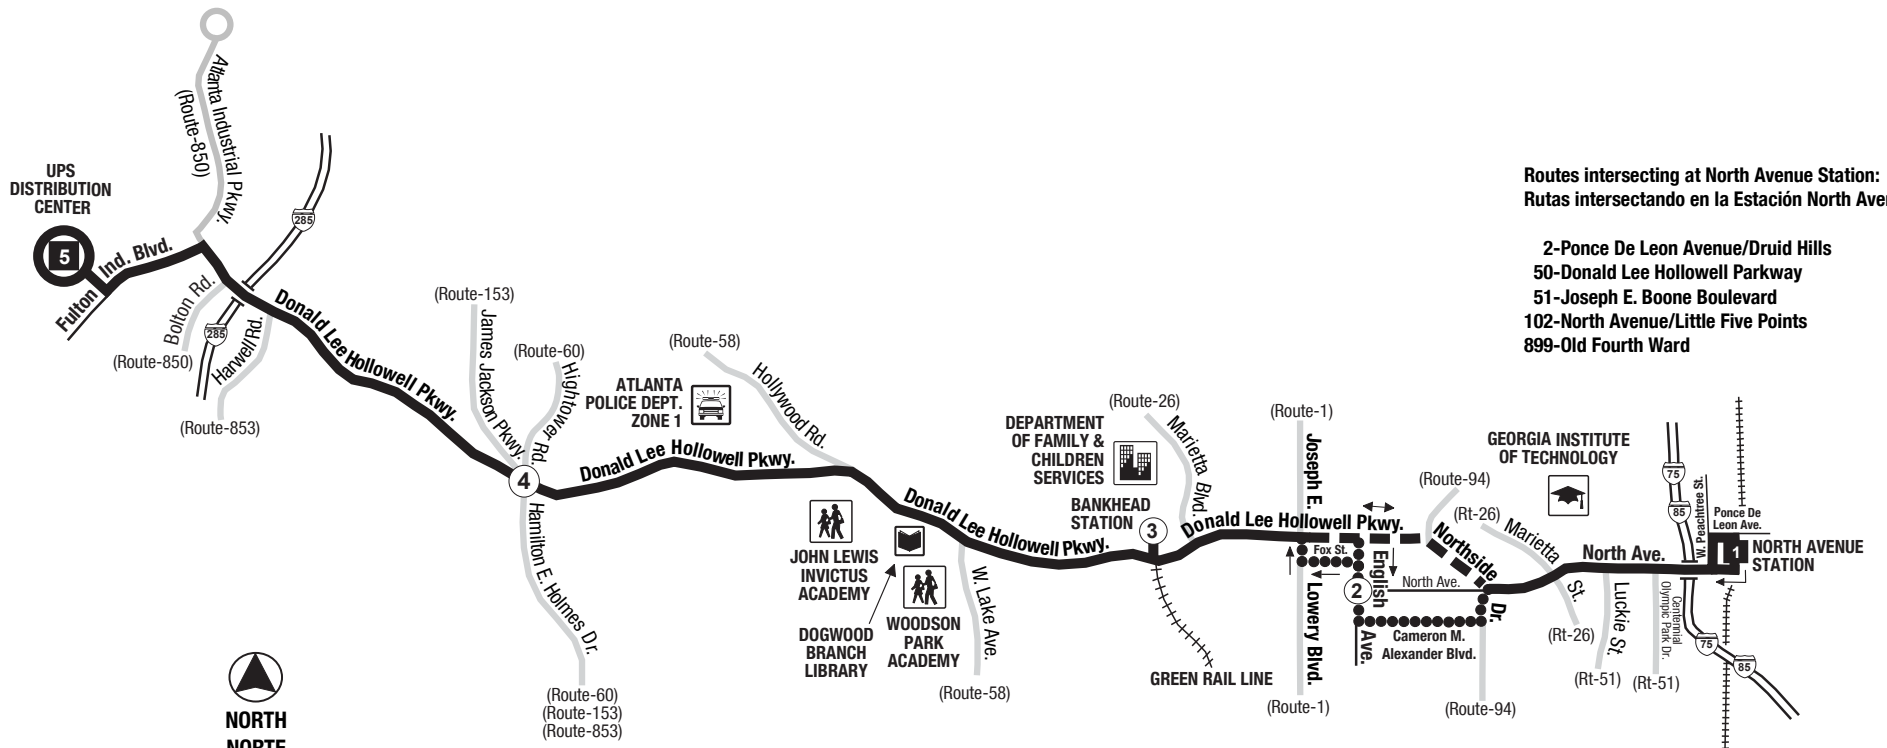 Atlanta Industrial Pkwy.
(Route-850)
UPS
DISTRIBUTION
CENTER
5
Ind. Blvd.
Fulton
285
Bolton Rd.
(Route-850)
285
Harwell Rd.
(Route-853)
Donald Lee Hollowell Pkwy.
(Route-153)
James Jackson Pkwy.
(Route-60)
Hightower Rd.
4
Hamilton E. Holmes Dr.
(Route-60)
(Route-153)
(Route-853)
ATLANTA
POLICE DEPT.
ZONE 1
Donald Lee Hollowell Pkwy.
(Route-58)
Hollywood Rd.
JOHN LEWIS
INVICTUS
ACADEMY
DOGWOOD
BRANCH
LIBRARY
WOODSON
PARK
ACADEMY
Donald Lee Hollowell Pkwy.
W. Lake Ave.
(Route-58)
DEPARTMENT
OF FAMILY &
CHILDREN
SERVICES
BANKHEAD
STATION
3
(Route-26)
Marietta Blvd.
GREEN RAIL LINE
Donald Lee Hollowell Pkwy.
(Route-1)
Joseph E.
Lowery Blvd.
(Route-1)
Fox St.
English
Ave.
2
North Ave.
Cameron M.
Alexander Blvd.
(Route-94)
Northside
Dr.
(Route-94)
(Rt-26)
Marietta
St.
(Rt-26)
GEORGIA INSTITUTE
OF TECHNOLOGY
North Ave.
Luckie St.
(Rt-51)
Centennial
Olympic Park Dr.
(Rt-51)
75
85
75
85
W. Peachtree St.
Ponce De
Leon Ave.
1
NORTH AVENUE
STATION
Routes intersecting at North Avenue Station:
Rutas intersectando en la Estación North Aven
2-Ponce De Leon Avenue/Druid Hills
50-Donald Lee Hollowell Parkway
51-Joseph E. Boone Boulevard
102-North Avenue/Little Five Points
899-Old Fourth Ward
NORTH
NORTE